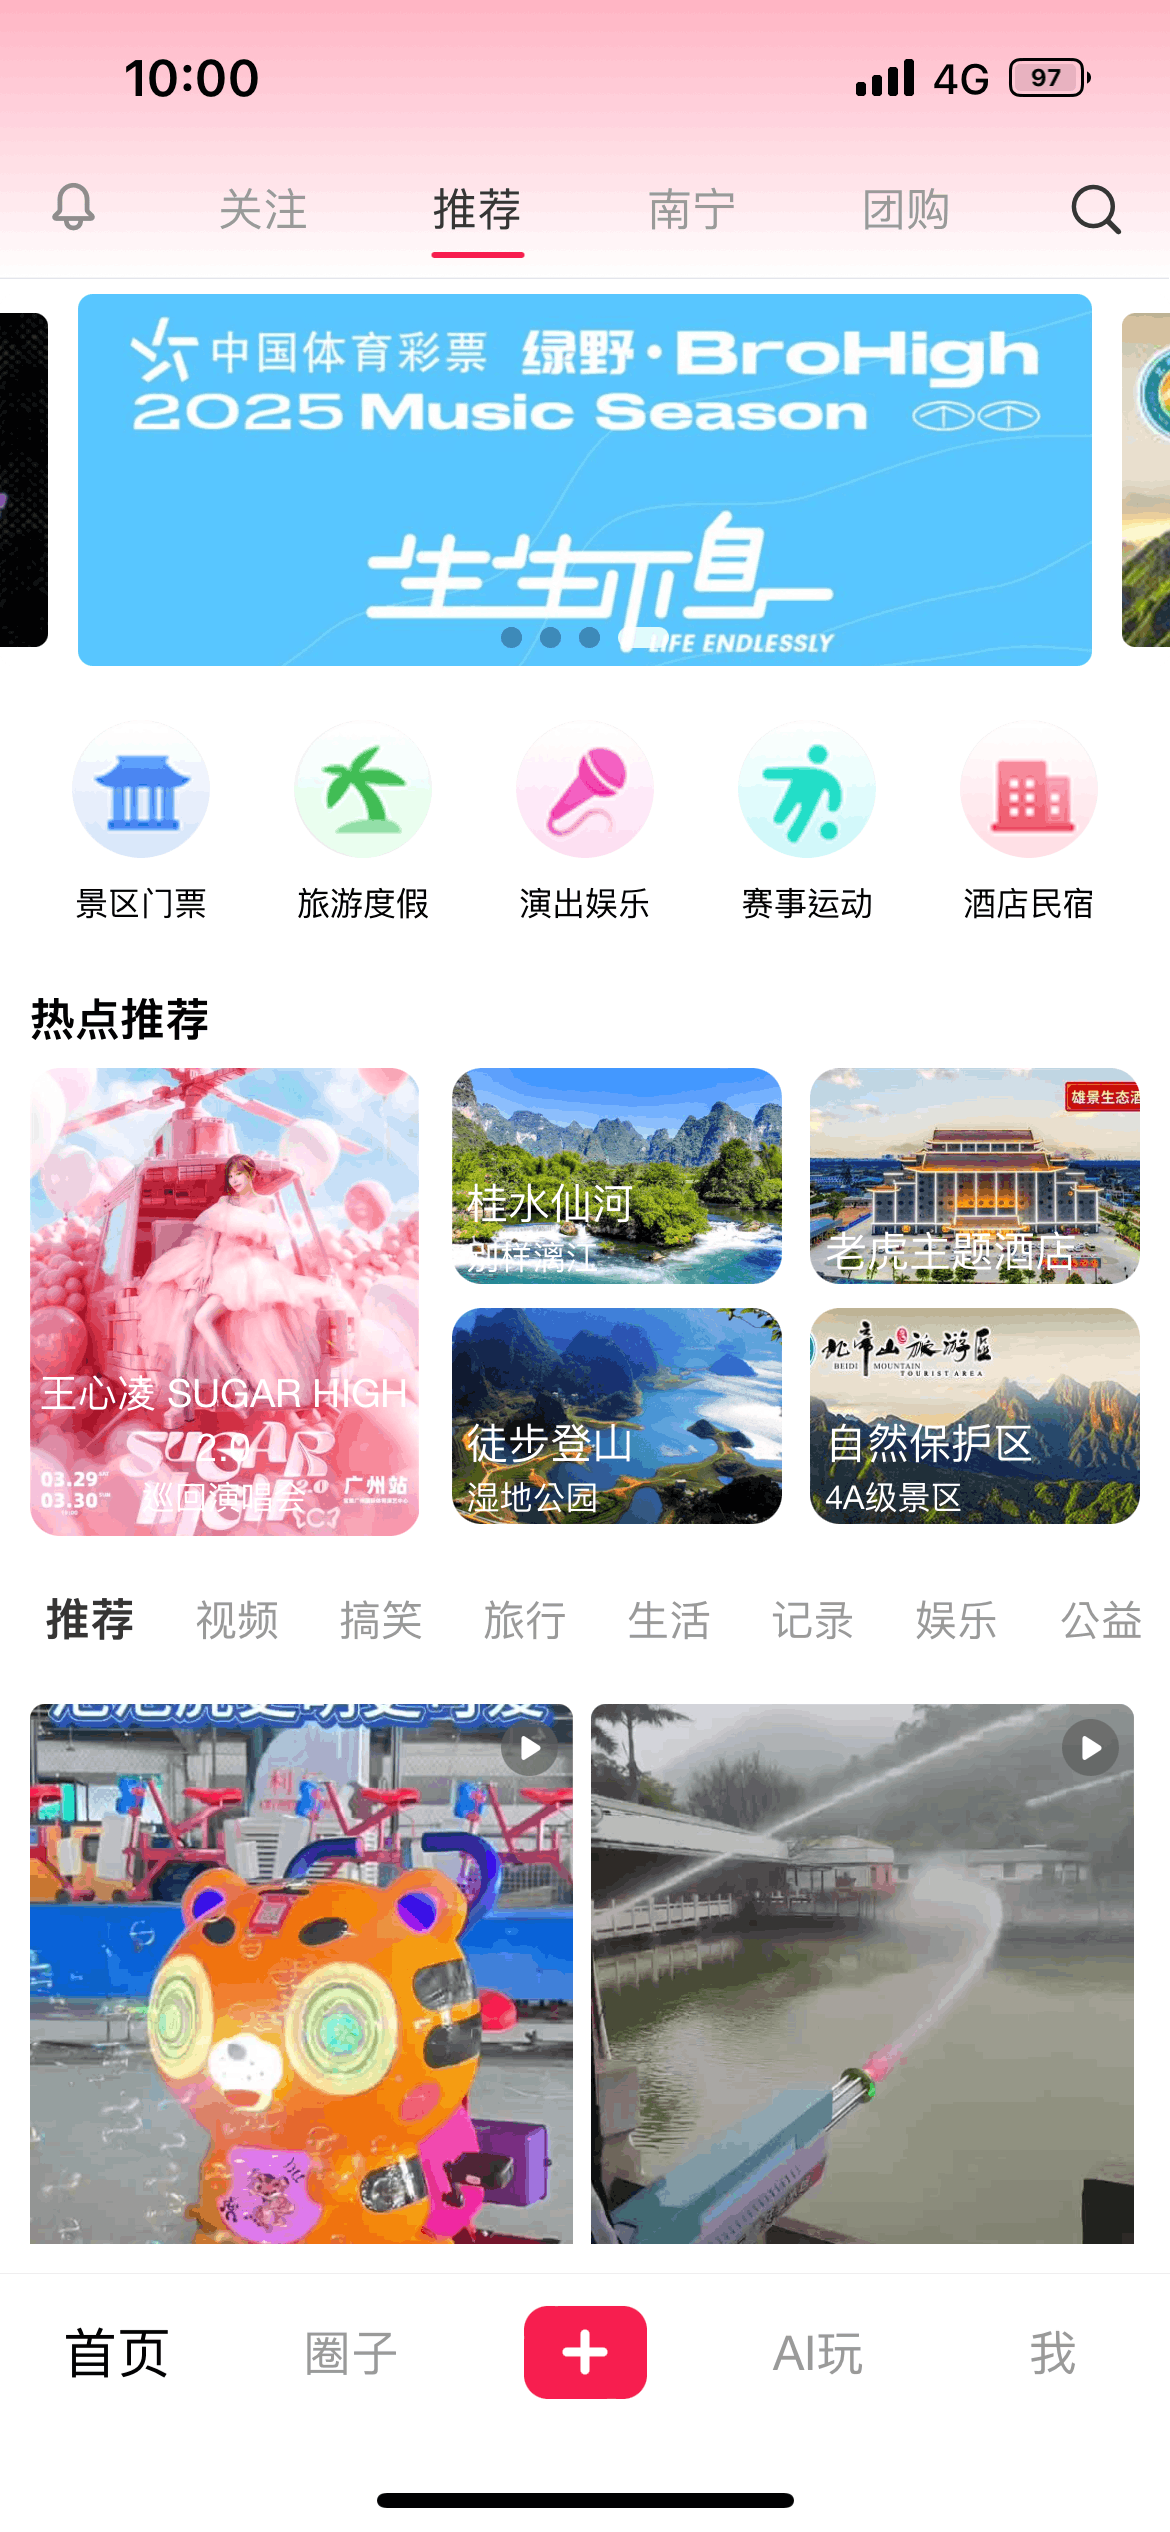 10:00
4G 97
关注 推荐 南宁 团购
中国体育彩票 绿野·BroHigh
2025 Music Season
生生不息
LIFE ENDLESSLY
景区门票 旅游度假 演出娱乐 赛事运动 酒店民宿
热点推荐
王心凌 SUGAR HIGH
2.0
巡回演唱会
SUGAR
HIGH 2.0
03.29
03.30
广州站
桂水仙河
别样漓江
雄景生态酒
老虎主题酒店
徒步登山
湿地公园
北帝山旅游区
BEIDI MOUNTAIN
TOURIST AREA
自然保护区
4A级景区
推荐 视频 搞笑 旅行 生活 记录 娱乐 公益
首页 圈子 AI玩 我